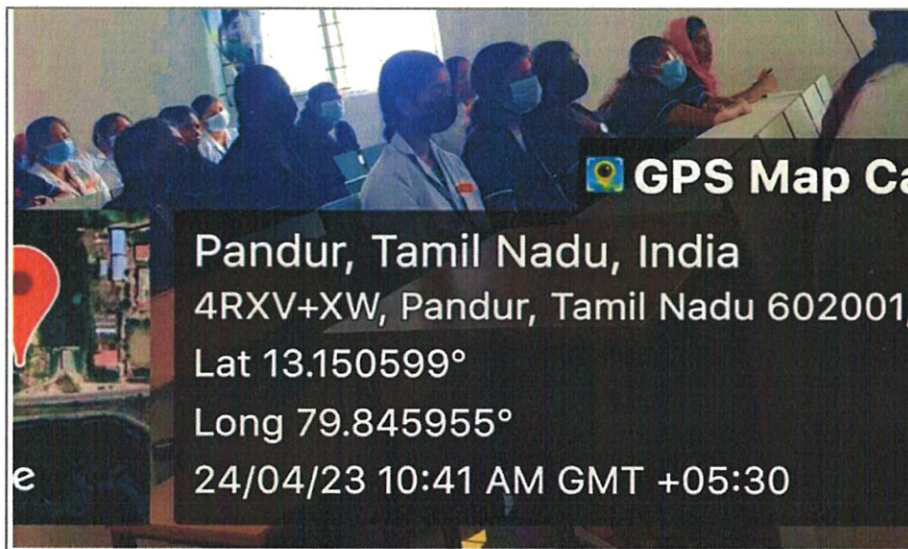 GPS Map Ca
Pandur, Tamil Nadu, India
4RXV+XW, Pandur, Tamil Nadu 602001,
Lat 13.150599°
Long 79.845955°
24/04/23 10:41 AM GMT +05:30
e